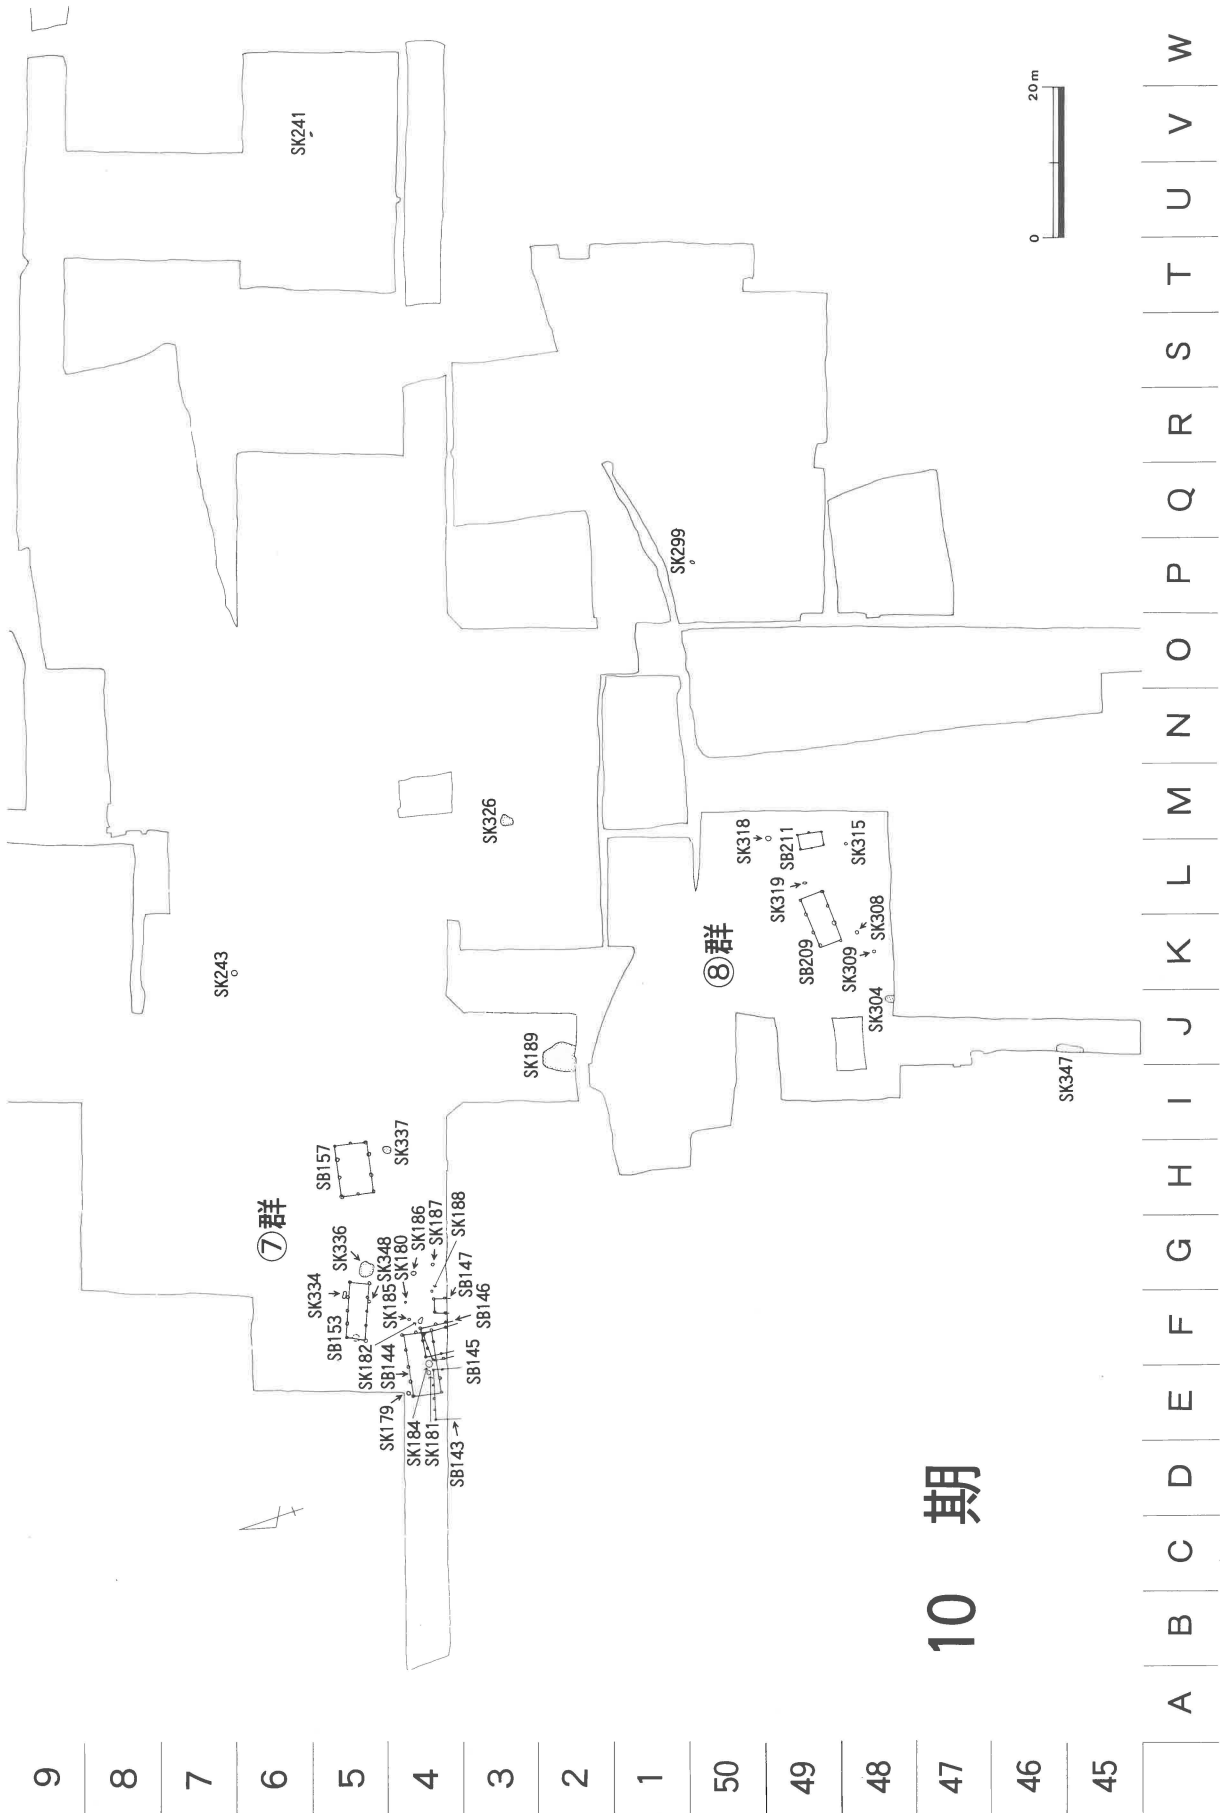 W
V
U
T
S
R
Q
P
O
N
M
L
K
J
I
H
G
F
E
D
C
B
A
9
8
7
6
5
4
3
2
1
50
49
48
47
46
45
0
20m
10 期
⑦群
⑧群
SK241
SK299
SK326
SK243
SK189
SK318
SB211
SK315
SK319
SB209
SK308
SK309
SK304
SK347
SB157
SK337
SK336
SK334
SK348
SB153
SK180
SK185
SK186
SK187
SK188
SB147
SB146
SB145
SK182
SB144
SK179
SK184
SK181
SB143